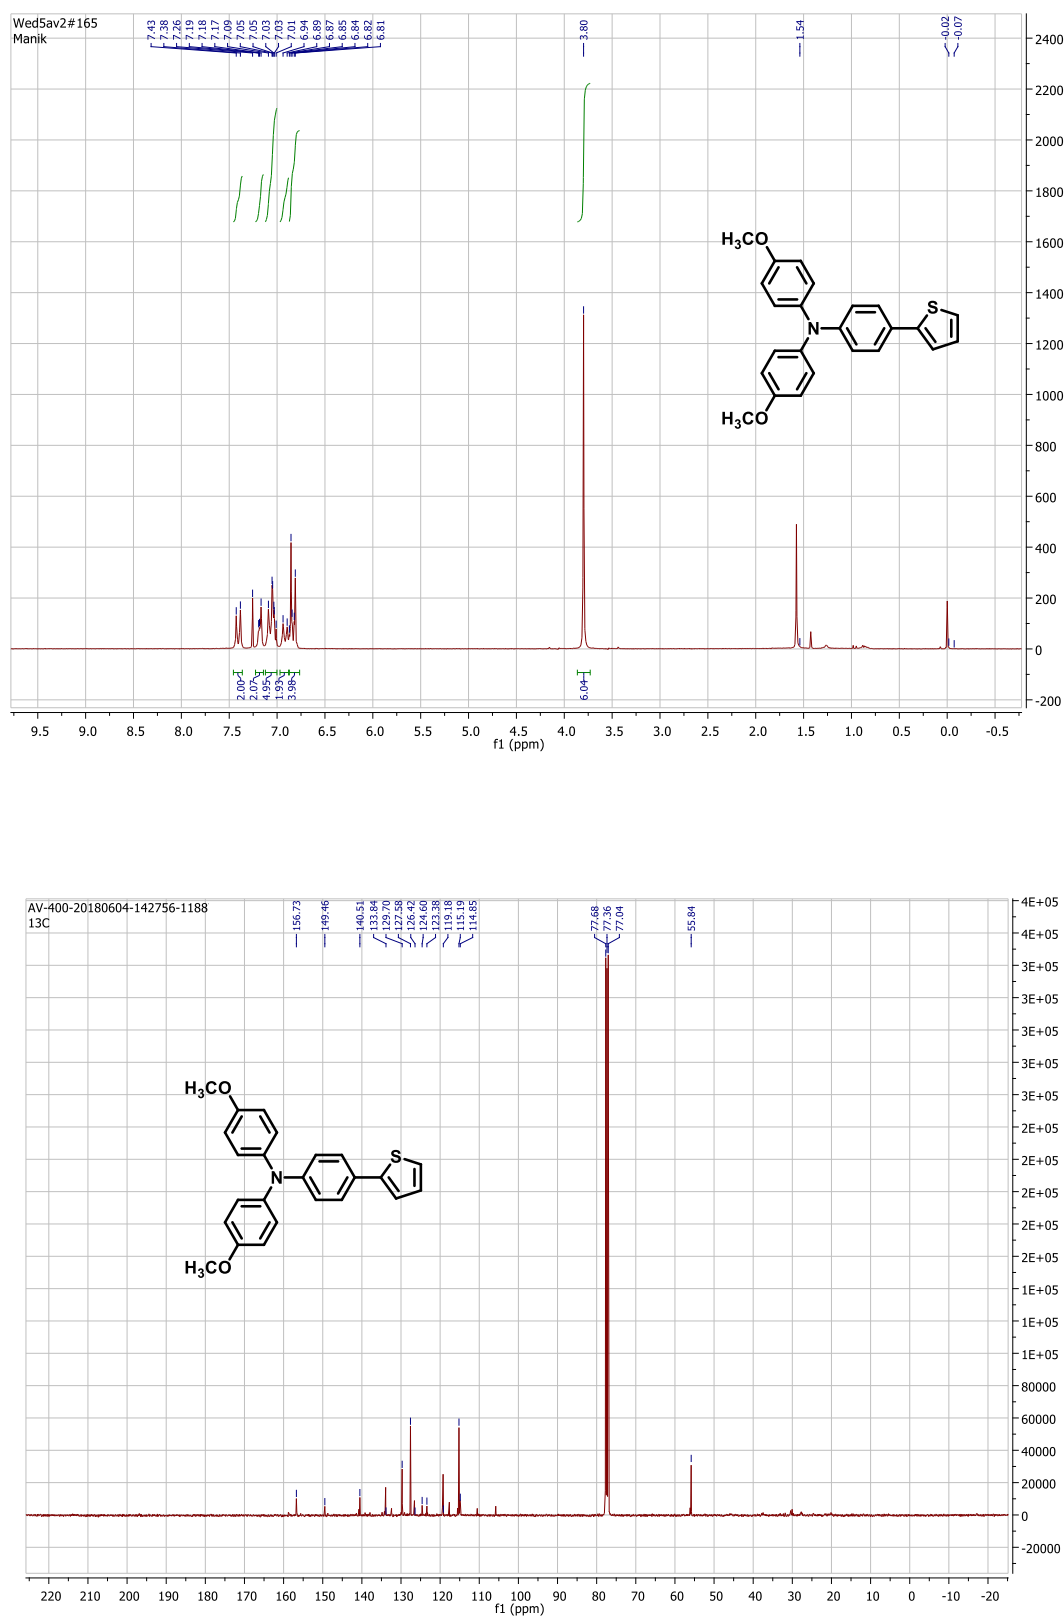 Wed5av2#165
Manik
7.43
7.38
7.26
7.19
7.18
7.17
7.09
7.05
7.05
7.03
7.03
7.01
6.94
6.89
6.87
6.85
6.84
6.82
6.81
3.80
1.54
-0.02
-0.07
2400
2200
2000
1800
1600
1400
1200
1000
800
600
400
200
0
-200
H₃CO
N
S
H₃CO
2.00
2.07
4.95
1.93
3.98
6.04
9.5 9.0 8.5 8.0 7.5 7.0 6.5 6.0 5.5 5.0 4.5 4.0 3.5 3.0 2.5 2.0 1.5 1.0 0.5 0.0 -0.5
f1 (ppm)
AV-400-20180604-142756-1188
13C
156.73
149.46
140.51
133.84
129.70
127.58
126.42
124.60
123.38
119.18
115.19
114.85
77.68
77.36
77.04
55.84
4E+05
4E+05
3E+05
3E+05
3E+05
3E+05
3E+05
2E+05
2E+05
2E+05
2E+05
2E+05
1E+05
1E+05
1E+05
80000
60000
40000
20000
0
-20000
H₃CO
N
S
H₃CO
220 210 200 190 180 170 160 150 140 130 120 110 100 90 80 70 60 50 40 30 20 10 0 -10 -20
f1 (ppm)